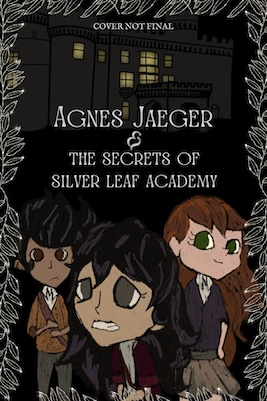 COVER NOT FINAL
AGNES JAEGER
&
THE SECRETS OF
SILVER LEAF ACADEMY